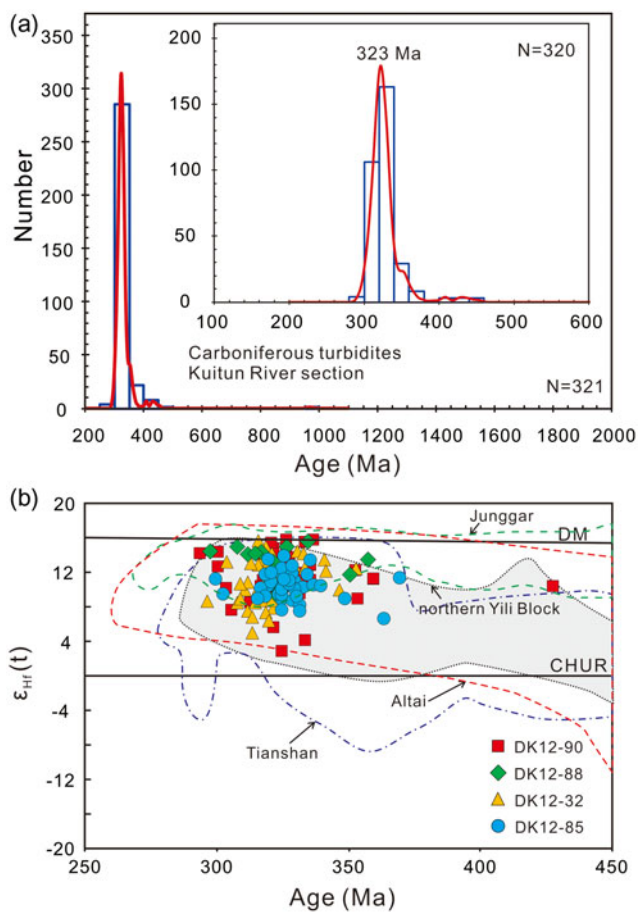 (a)
350
300
250
200
150
100
50
0
Number
200
150
100
50
0
323 Ma
N=320
100 200 300 400 500 600
Carboniferous turbidites
Kuitun River section
N=321
200 400 600 800 1000 1200 1400 1600 1800 2000
Age (Ma)
(b)
20
12
4
-4
-12
-20
εHf(t)
Junggar
DM
northern Yili Block
CHUR
Altai
Tianshan
DK12-90
DK12-88
DK12-32
DK12-85
250 300 350 400 450
Age (Ma)